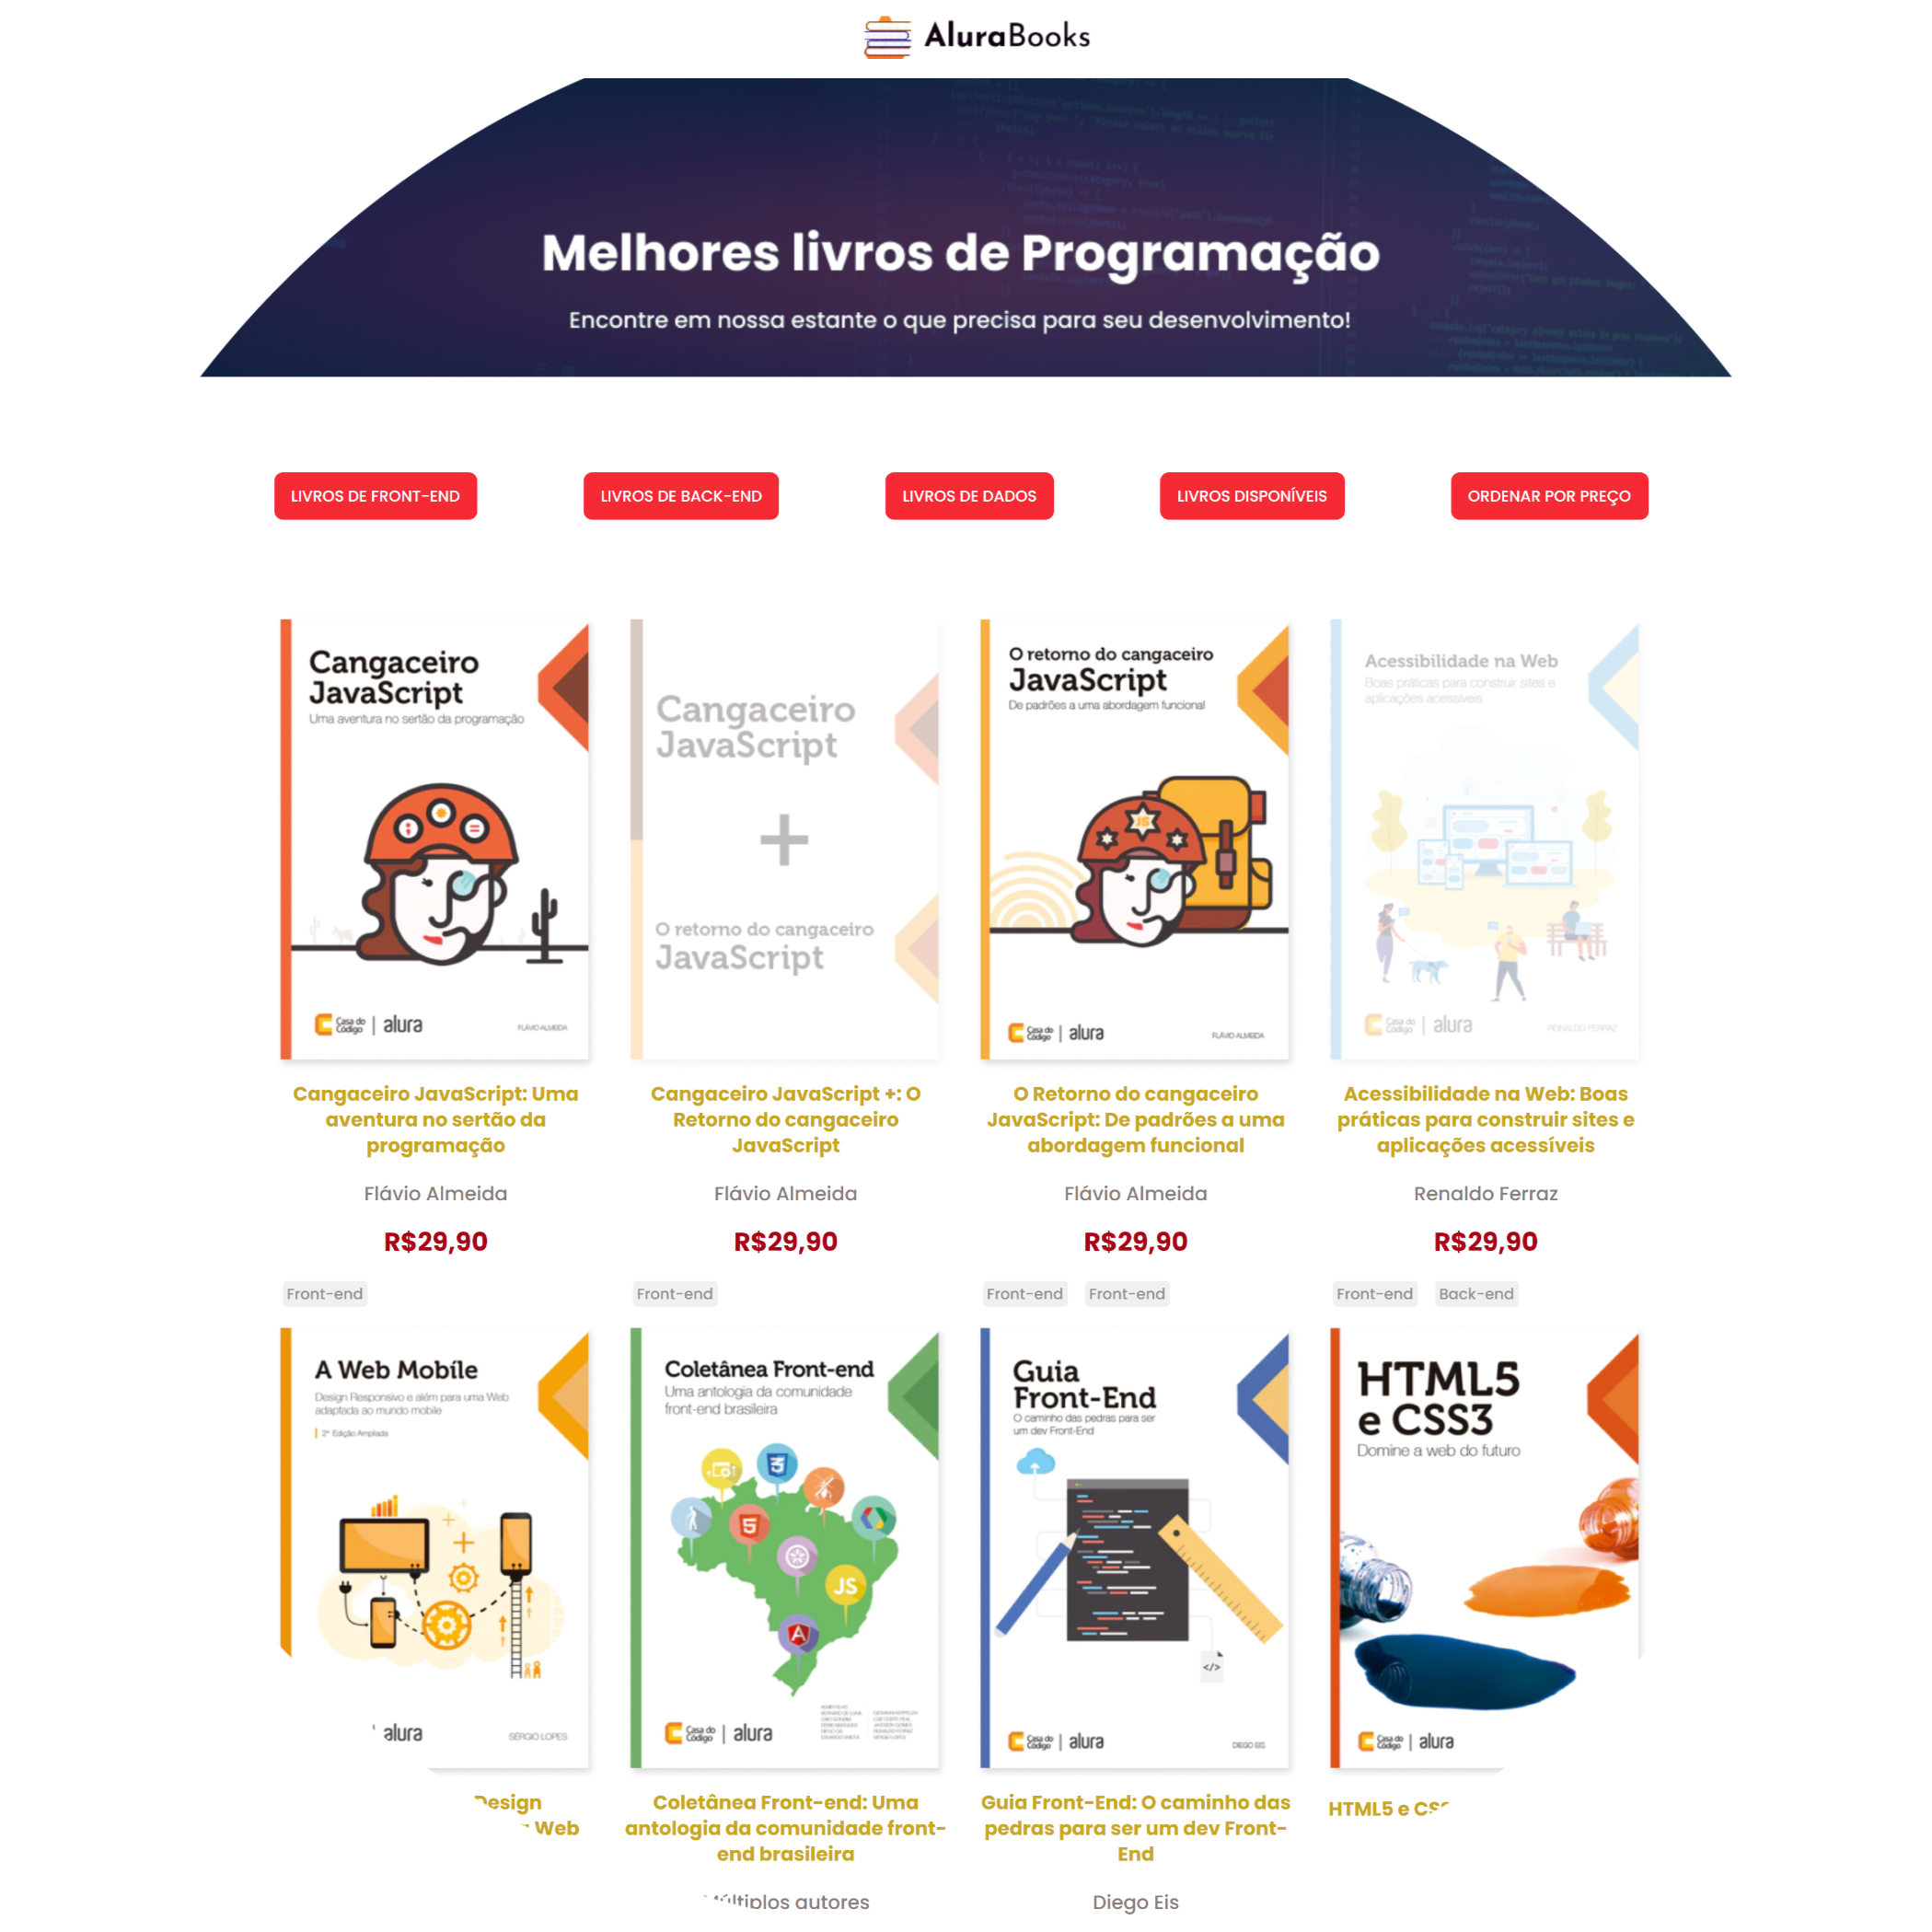 AluraBooks
Melhores livros de Programação
Encontre em nossa estante o que precisa para seu desenvolvimento!
LIVROS DE FRONT-END
LIVROS DE BACK-END
LIVROS DE DADOS
LIVROS DISPONÍVEIS
ORDENAR POR PREÇO
Cangaceiro
JavaScript
Uma aventura no sertão da programação
Casa do
Código
alura
FLÁVIO ALMEIDA
Cangaceiro
JavaScript
+
O retorno do cangaceiro
JavaScript
O retorno do cangaceiro
JavaScript
De padrões a uma abordagem funcional
JS
Casa do
Código
alura
FLÁVIO ALMEIDA
Acessibilidade na Web
Boas práticas para construir sites e
aplicações acessíveis
Casa do
Código
alura
REINALDO FERRAZ
Cangaceiro JavaScript: Uma
aventura no sertão da
programação
Flávio Almeida
R$29,90
Front-end
Cangaceiro JavaScript +: O
Retorno do cangaceiro
JavaScript
Flávio Almeida
R$29,90
Front-end
O Retorno do cangaceiro
JavaScript: De padrões a uma
abordagem funcional
Flávio Almeida
R$29,90
Front-end Front-end
Acessibilidade na Web: Boas
práticas para construir sites e
aplicações acessíveis
Renaldo Ferraz
R$29,90
Front-end Back-end
A Web Mobile
Design Responsivo e além para uma Web
adaptada ao mundo mobile
2ª Edição Ampliada
alura
SÉRGIO LOPES
Coletânea Front-end
Uma antologia da comunidade
front-end brasileira
JS
Casa do
Código
alura
Guia
Front-End
O caminho das pedras para ser
um dev Front-End
</>
Casa do
Código
alura
DIEGO EIS
HTML5
e CSS3
Domine a web do futuro
Casa do
Código
alura
Design
Web
Coletânea Front-end: Uma
antologia da comunidade front-
end brasileira
Múltiplos autores
Guia Front-End: O caminho das
pedras para ser um dev Front-
End
Diego Eis
HTML5 e